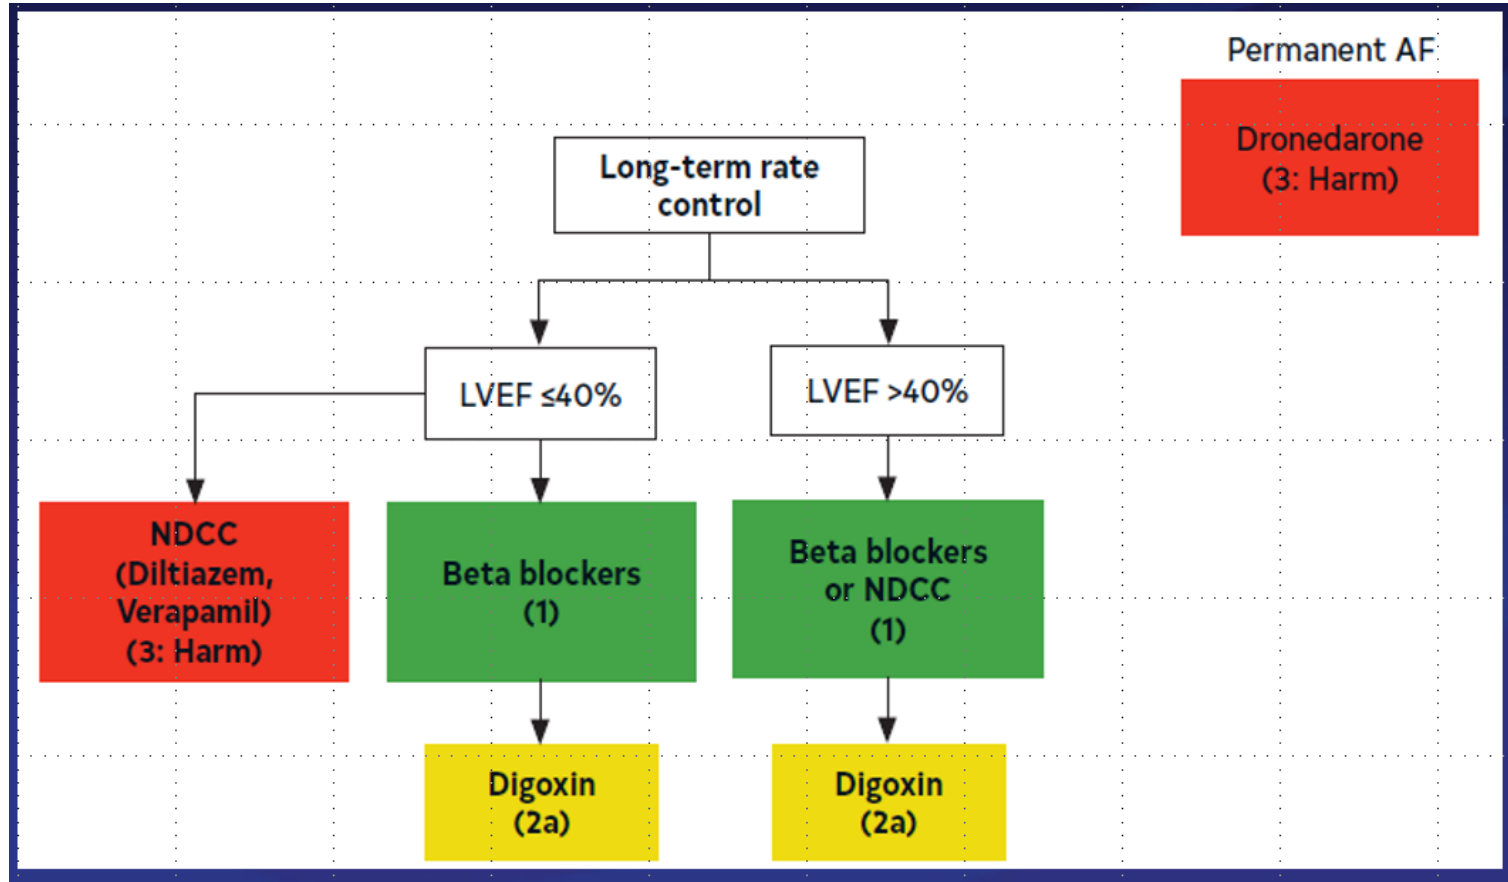 Permanent AF
Dronedarone
(3: Harm)
Long-term rate
control
LVEF ≤40%
LVEF >40%
NDCC
(Diltiazem,
Verapamil)
(3: Harm)
Beta blockers
(1)
Beta blockers
or NDCC
(1)
Digoxin
(2a)
Digoxin
(2a)